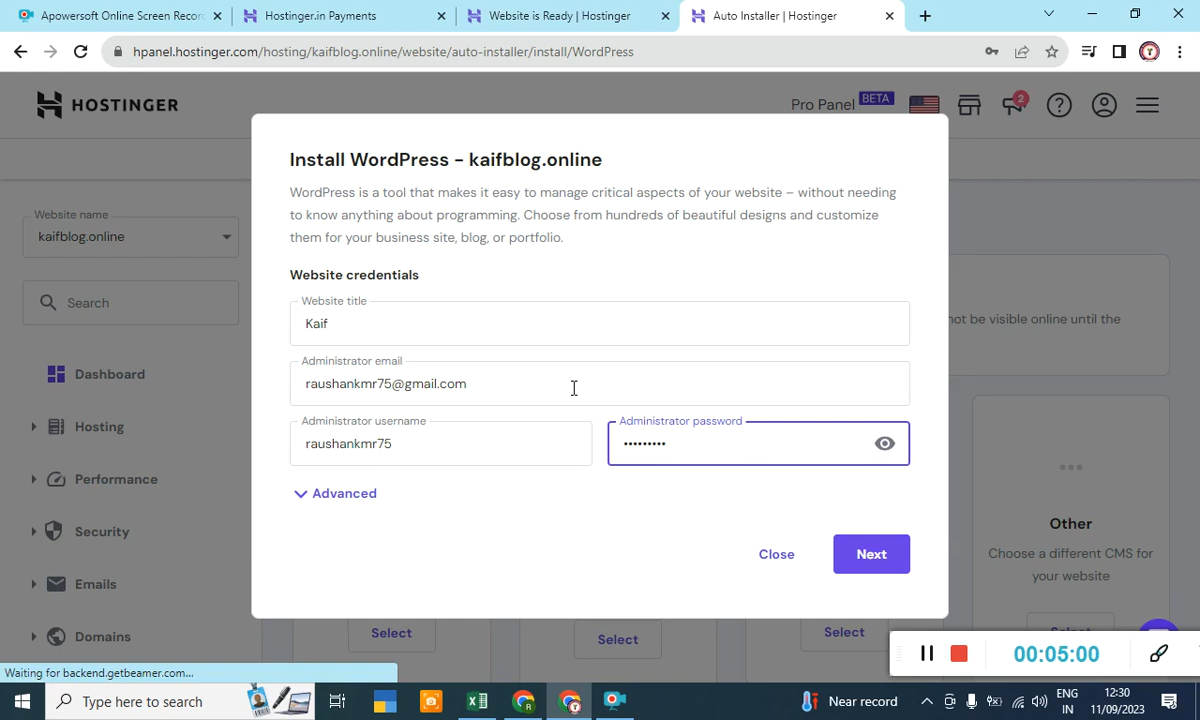 Apowersoft Online Screen Recor
Hostinger.in Payments
Website is Ready | Hostinger
Auto Installer | Hostinger
hpanel.hostinger.com/hosting/kaifblog.online/website/auto-installer/install/WordPress
HOSTINGER
Pro Panel BETA
2
Install WordPress - kaifblog.online
WordPress is a tool that makes it easy to manage critical aspects of your website – without needing
to know anything about programming. Choose from hundreds of beautiful designs and customize
them for your business site, blog, or portfolio.
Website name
kaifblog.online
Website credentials
Website title
Kaif
Search
not be visible online until the
Administrator email
raushankmr75@gmail.com
Dashboard
Administrator username
raushankmr75
Administrator password
•••••••••
Hosting
Performance
Advanced
Security
Other
Choose a different CMS for
your website
Close
Next
Emails
Domains
Select
Select
Select
00:05:00
Waiting for backend.getbeamer.com...
Type here to search
Near record
ENG
IN
12:30
11/09/2023